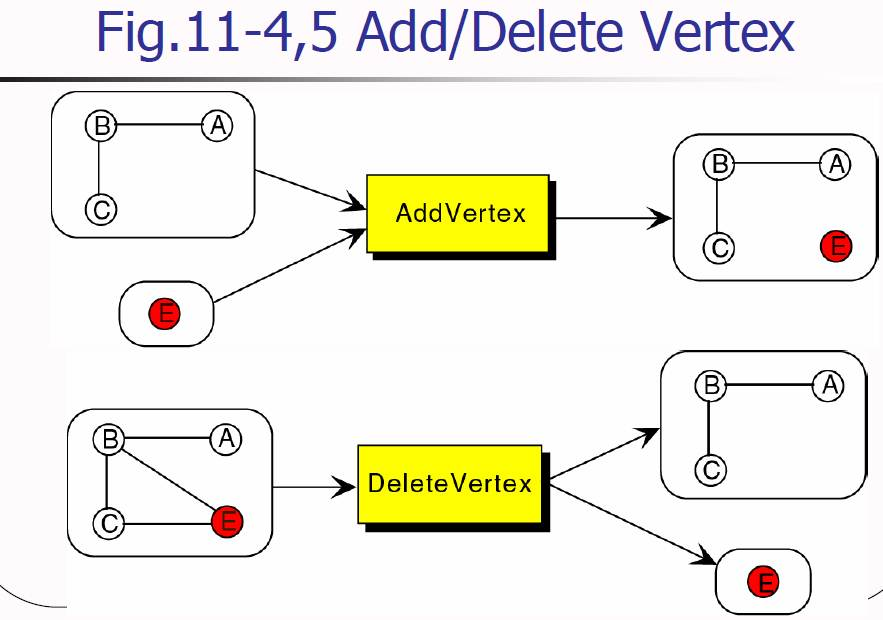 Fig.11-4,5 Add/Delete Vertex
B A
C
E
AddVertex
B A
C E
B A
C E
DeleteVertex
B A
C
E